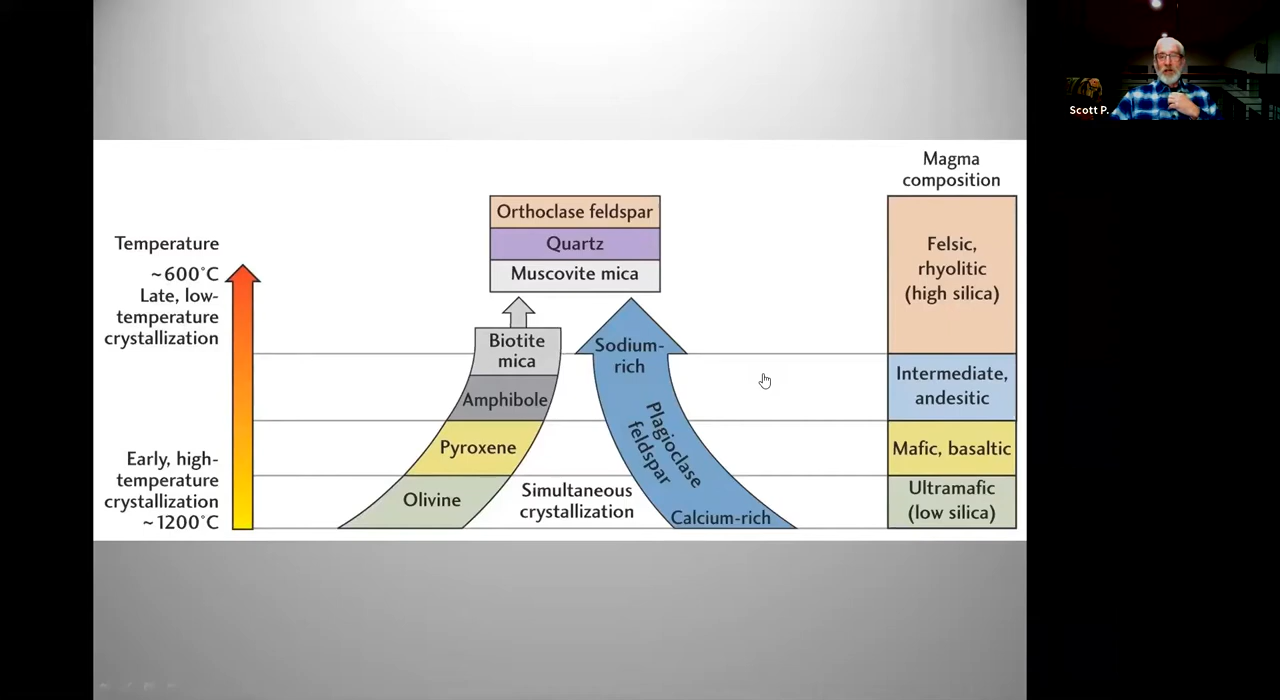 Scott P.
Magma
composition
Orthoclase feldspar
Quartz
Muscovite mica
Temperature
~600°C
Late, low-
temperature
crystallization
Early, high-
temperature
crystallization
~1200°C
Biotite
mica
Amphibole
Pyroxene
Olivine
Simultaneous
crystallization
Sodium-
rich
Plagioclase
feldspar
Calcium-rich
Felsic,
rhyolitic
(high silica)
Intermediate,
andesitic
Mafic, basaltic
Ultramafic
(low silica)